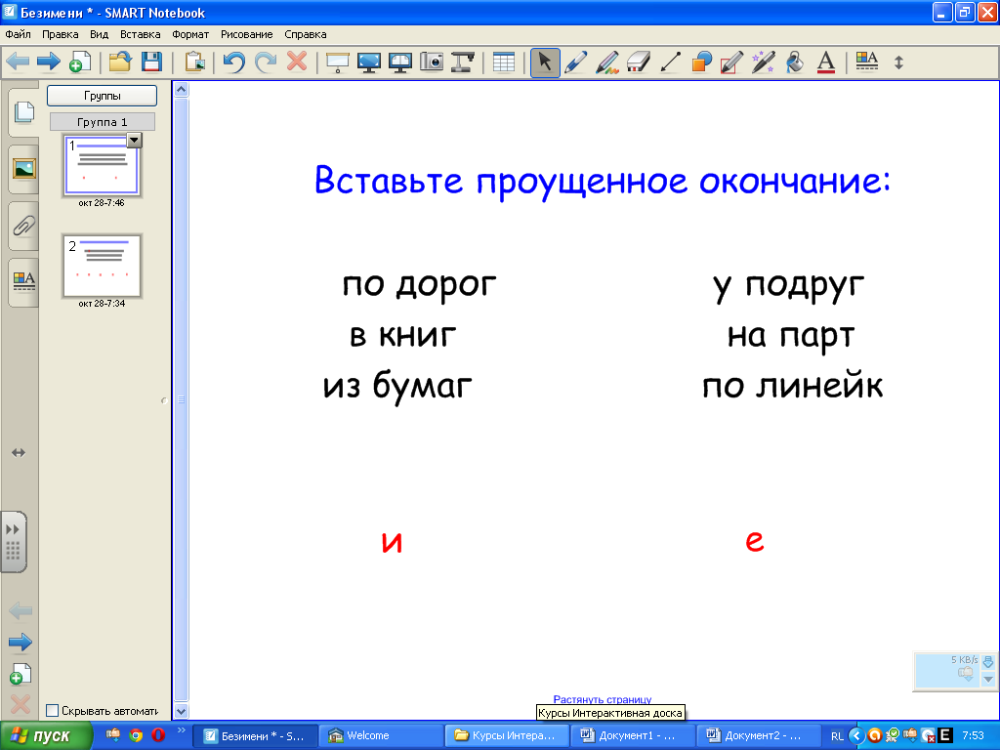 Безимени * - SMART Notebook
Файл Правка Вид Вставка Формат Рисование Справка
Группы
Группа 1
1
окт 28-7:46
2
окт 28-7:34
Вставьте проущенное окончание:
по дорог у подруг
в книг на парт
из бумаг по линейк
и е
5 KB/s
Растянуть страницу
Скрывать автомати
Курсы Интерактивная доска
пуск
Безимени * - S...
Welcome
Курсы Интера...
Документ1 - ...
Документ2 - ...
RL
E
7:53